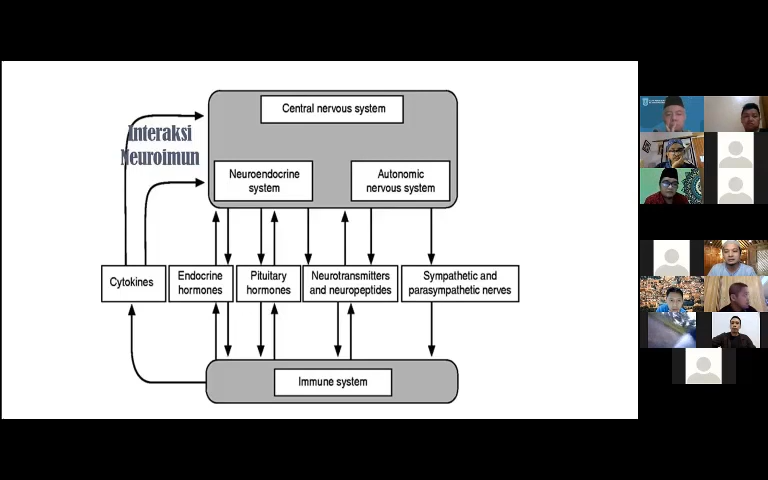 Central nervous system
Interaksi
Neuroimun
Neuroendocrine
system
Autonomic
nervous system
Cytokines
Endocrine
hormones
Pituitary
hormones
Neurotransmitters
and neuropeptides
Sympathetic and
parasympathetic nerves
Immune system